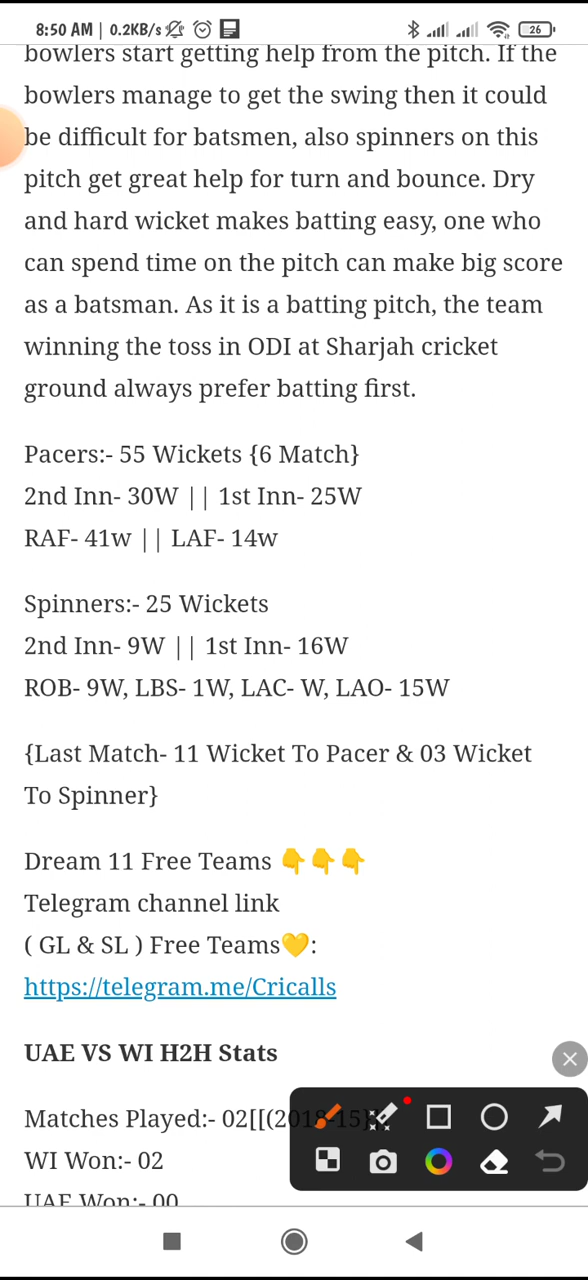 8:50 AM | 0.2KB/s
26
bowlers start getting help from the pitch. If the
bowlers manage to get the swing then it could
be difficult for batsmen, also spinners on this
pitch get great help for turn and bounce. Dry
and hard wicket makes batting easy, one who
can spend time on the pitch can make big score
as a batsman. As it is a batting pitch, the team
winning the toss in ODI at Sharjah cricket
ground always prefer batting first.
Pacers:- 55 Wickets {6 Match}
2nd Inn- 30W || 1st Inn- 25W
RAF- 41w || LAF- 14w
Spinners:- 25 Wickets
2nd Inn- 9W || 1st Inn- 16W
ROB- 9W, LBS- 1W, LAC- W, LAO- 15W
{Last Match- 11 Wicket To Pacer & 03 Wicket
To Spinner}
Dream 11 Free Teams 👇👇👇
Telegram channel link
( GL & SL ) Free Teams💛:
https://telegram.me/Cricalls
UAE VS WI H2H Stats
Matches Played:- 02[[(
WI Won:- 02
UAE Won:- 00